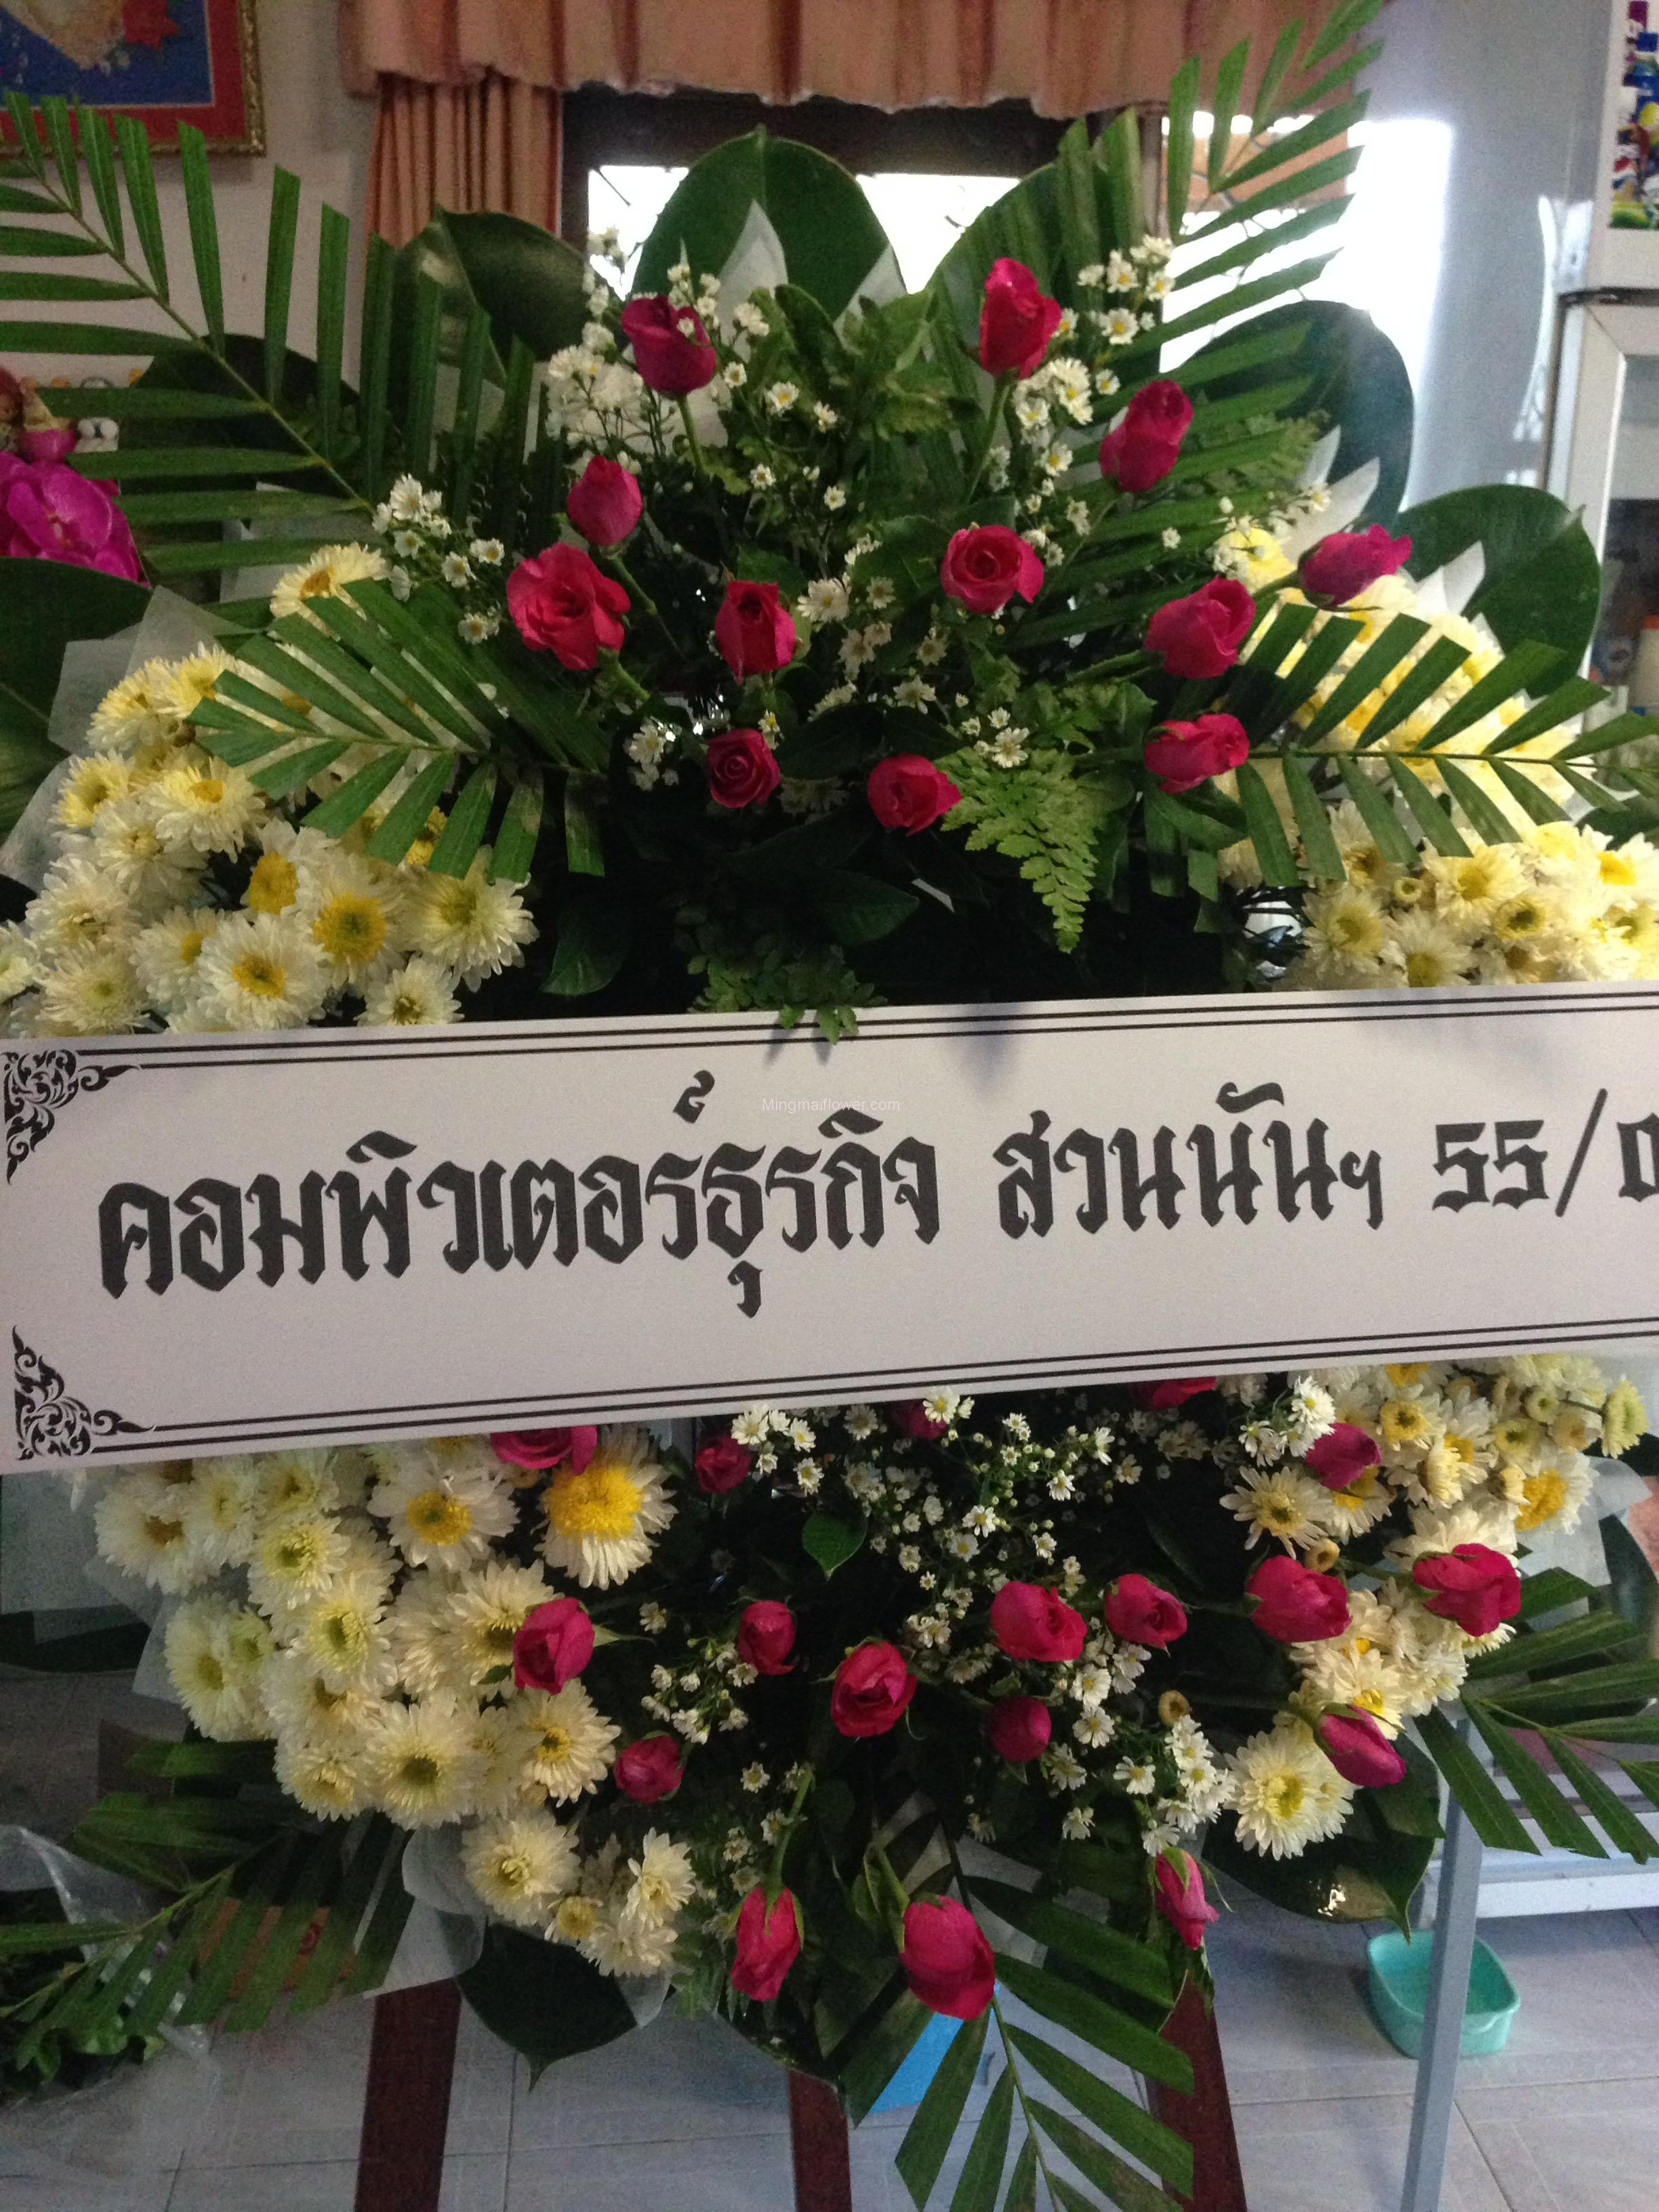 Mingmaiflower.com
คอมพิวเตอร์ธุรกิจ สวนนันฯ 55/